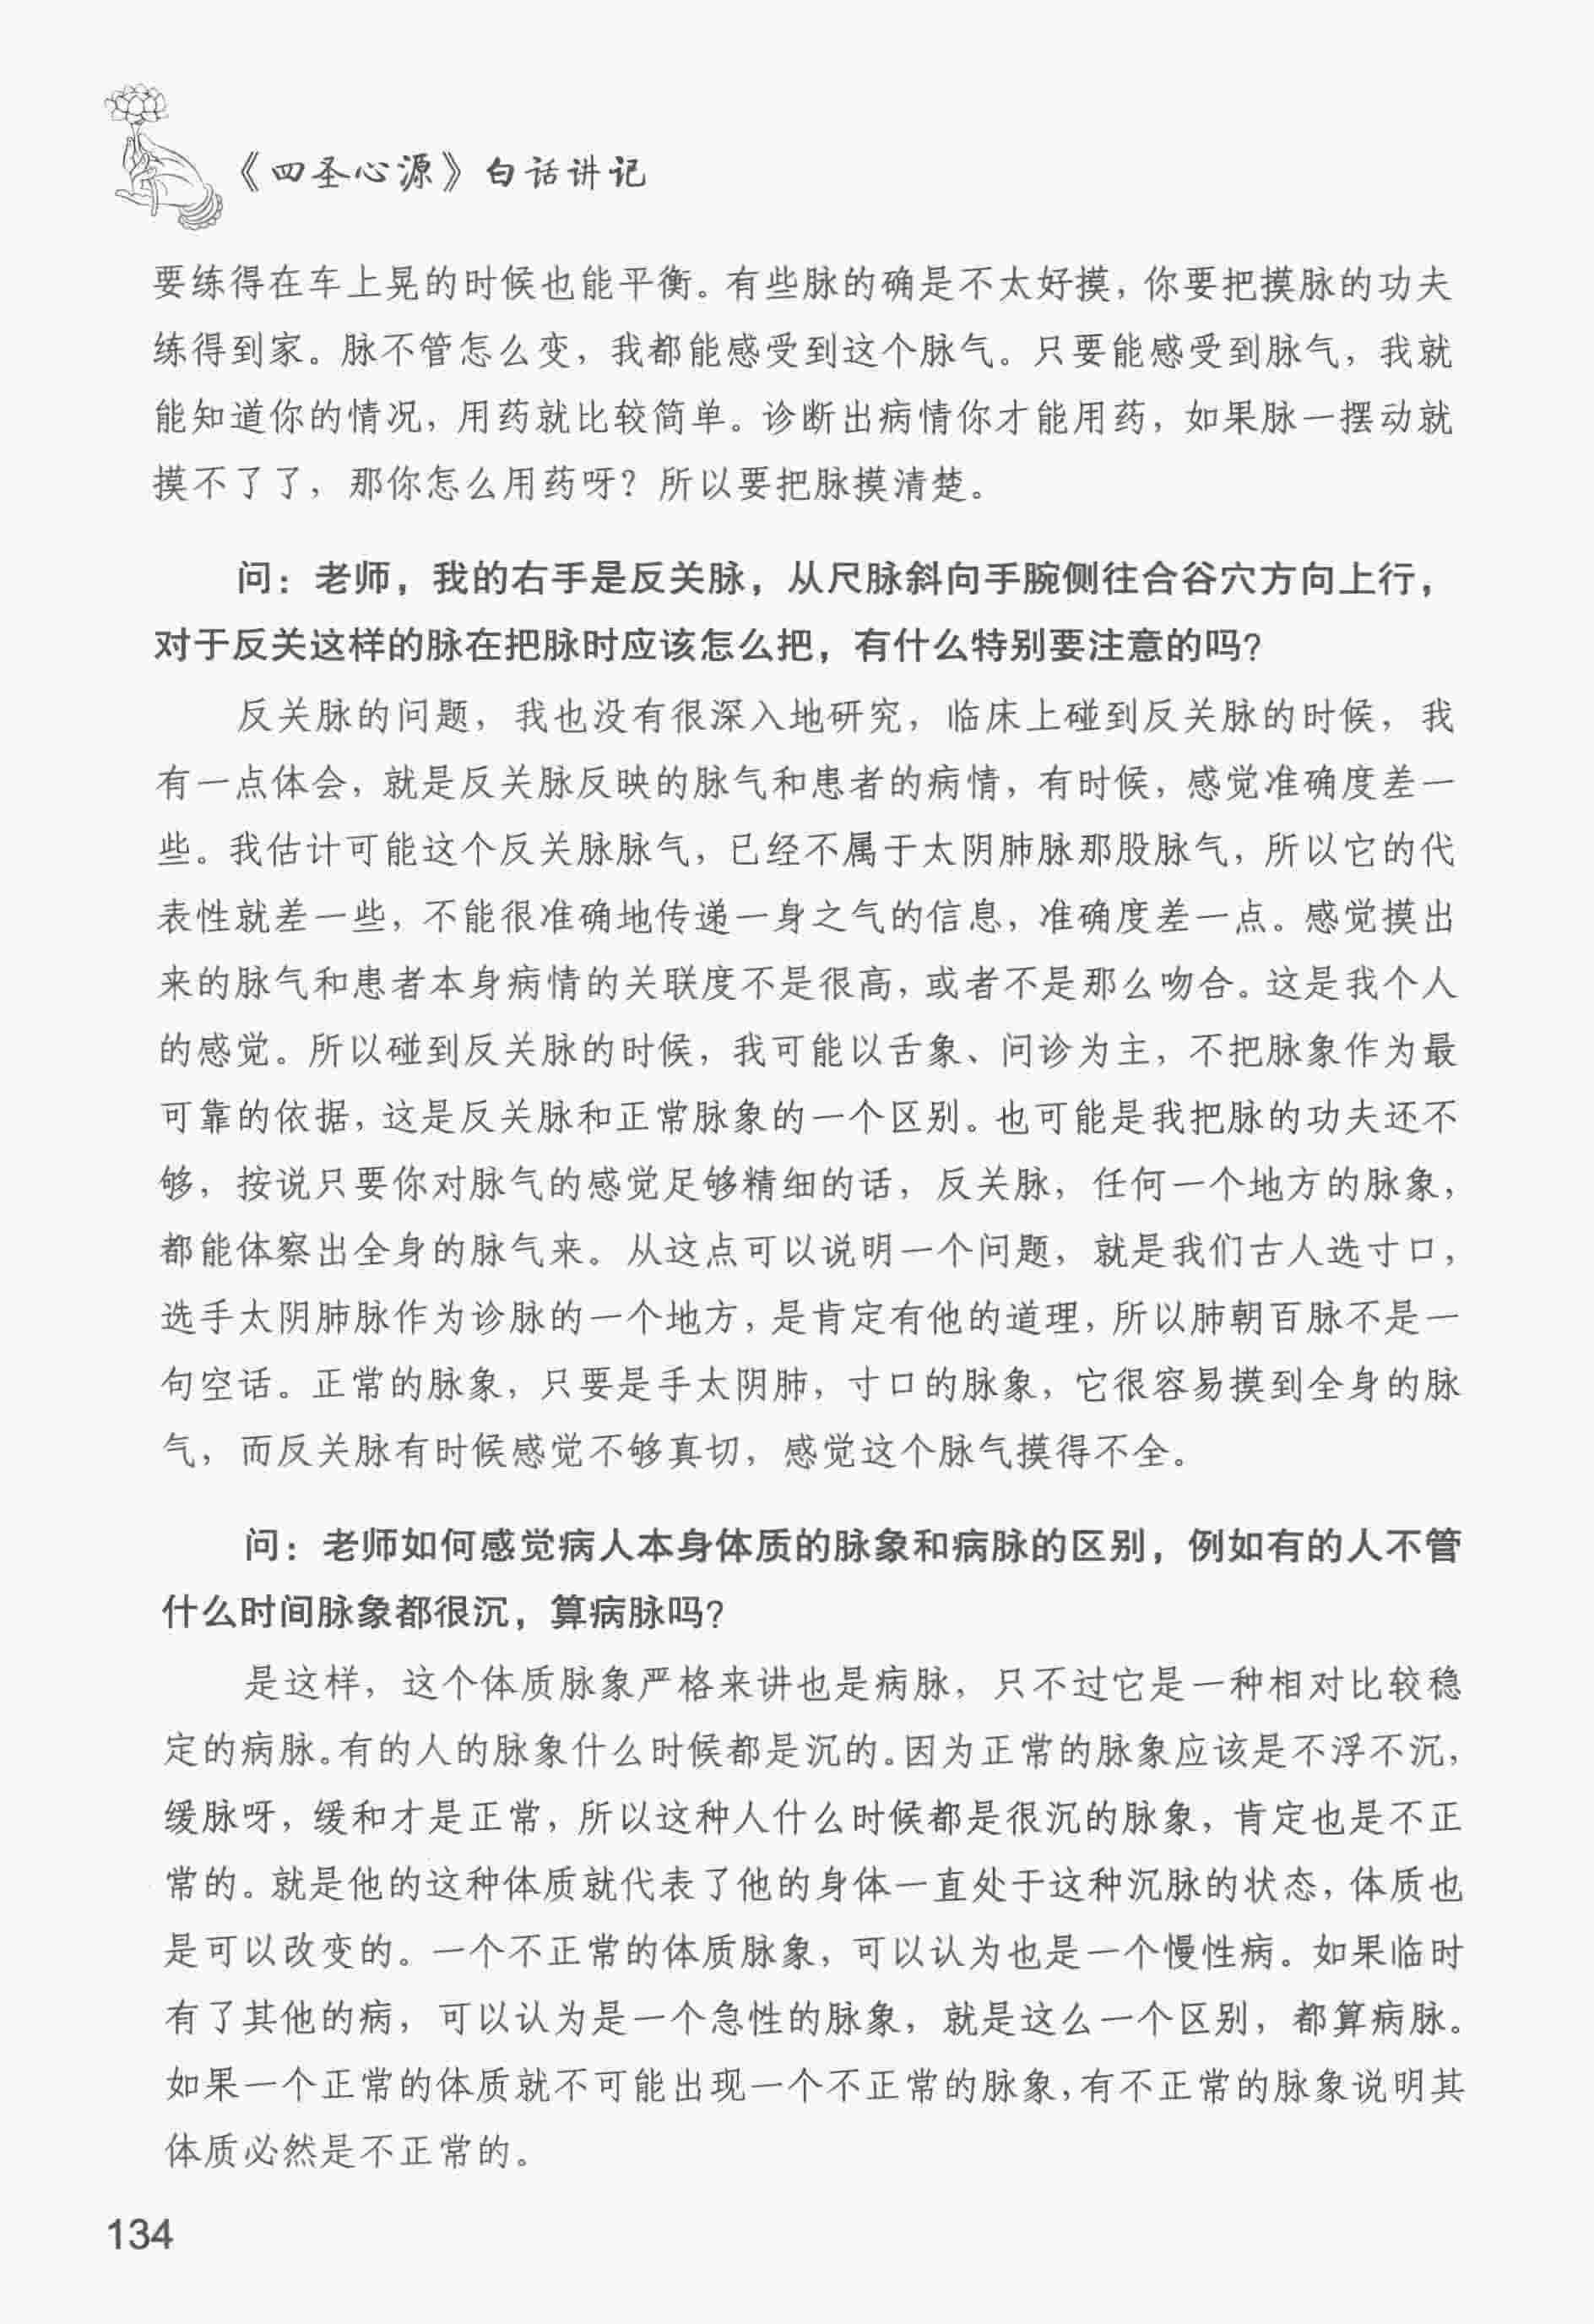 《四圣心源》白话讲记
要练得在车上晃的时候也能平衡。有些脉的确是不太好摸，你要把摸脉的功夫
练得到家。脉不管怎么变，我都能感受到这个脉气。只要能感受到脉气，我就
能知道你的情况，用药就比较简单。诊断出病情你才能用药，如果脉一摆动就
摸不了了，那你怎么用药呀？所以要把脉摸清楚。
问：老师，我的右手是反关脉，从尺脉斜向手腕侧往合谷穴方向上行，
对于反关这样的脉在把脉时应该怎么把，有什么特别要注意的吗？
反关脉的问题，我也没有很深入地研究，临床上碰到反关脉的时候，我
有一点体会，就是反关脉反映的脉气和患者的病情，有时候，感觉准确度差一
些。我估计可能这个反关脉脉气，已经不属于太阴肺脉那股脉气，所以它的代
表性就差一些，不能很准确地传递一身之气的信息，准确度差一点。感觉摸出
来的脉气和患者本身病情的关联度不是很高，或者不是那么吻合。这是我个人
的感觉。所以碰到反关脉的时候，我可能以舌象、问诊为主，不把脉象作为最
可靠的依据，这是反关脉和正常脉象的一个区别。也可能是我把脉的功夫还不
够，按说只要你对脉气的感觉足够精细的话，反关脉，任何一个地方的脉象，
都能体察出全身的脉气来。从这点可以说明一个问题，就是我们古人选寸口，
选手太阴肺脉作为诊脉的一个地方，是肯定有他的道理，所以肺朝百脉不是一
句空话。正常的脉象，只要是手太阴肺，寸口的脉象，它很容易摸到全身的脉
气，而反关脉有时候感觉不够真切，感觉这个脉气摸得不全。
问：老师如何感觉病人本身体质的脉象和病脉的区别，例如有的人不管
什么时间脉象都很沉，算病脉吗？
是这样，这个体质脉象严格来讲也是病脉，只不过它是一种相对比较稳
定的病脉。有的人的脉象什么时候都是沉的。因为正常的脉象应该是不浮不沉，
缓脉呀，缓和才是正常，所以这种人什么时候都是很沉的脉象，肯定也是不正
常的。就是他的这种体质就代表了他的身体一直处于这种沉脉的状态，体质也
是可以改变的。一个不正常的体质脉象，可以认为也是一个慢性病。如果临时
有了其他的病，可以认为是一个急性的脉象，就是这么一个区别，都算病脉。
如果一个正常的体质就不可能出现一个不正常的脉象，有不正常的脉象说明其
体质必然是不正常的。
134